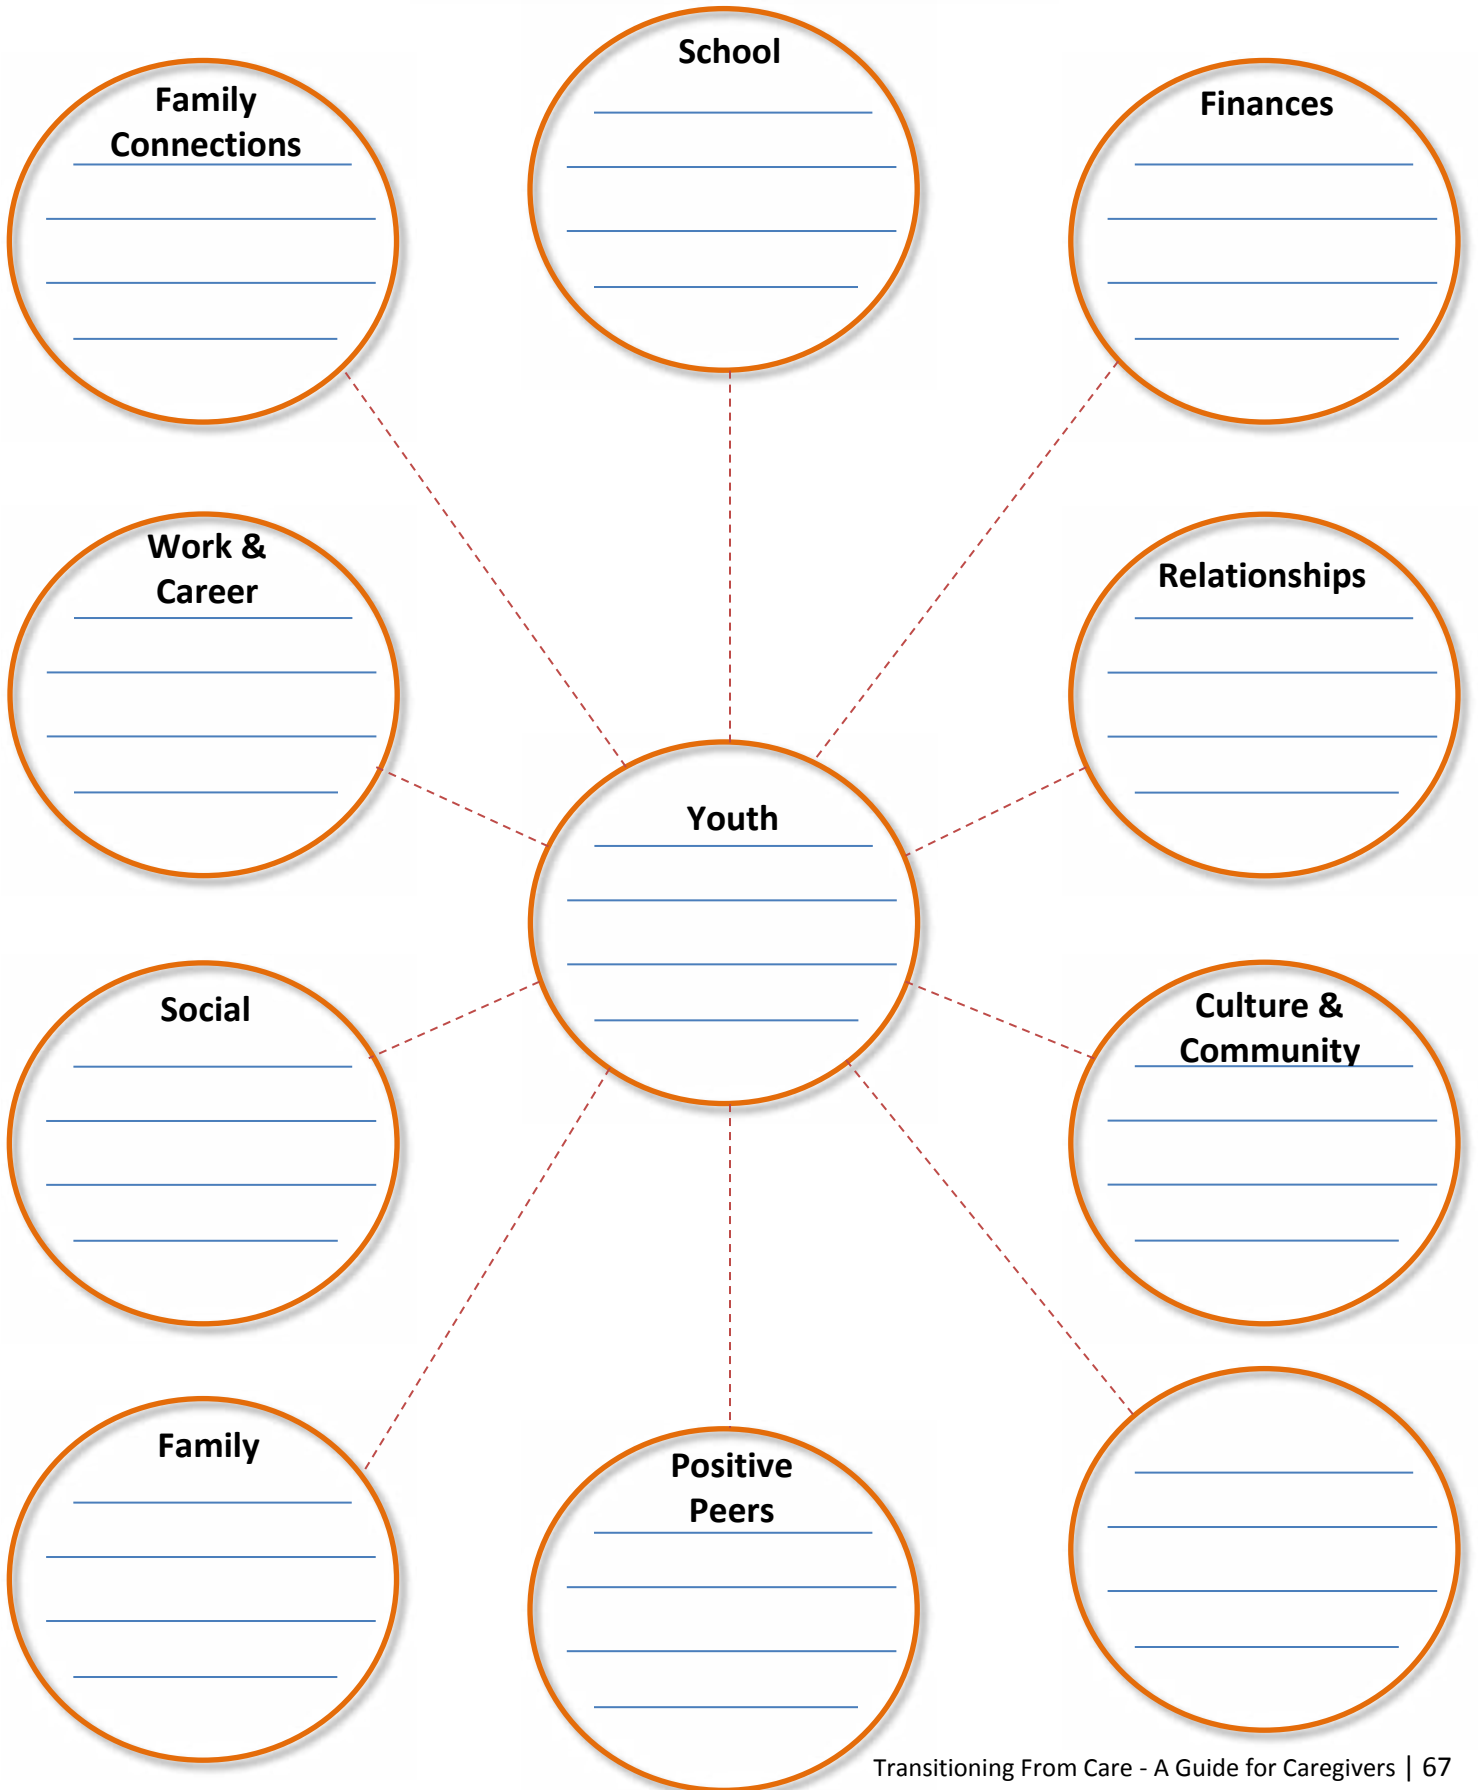 School
Family
Connections
Finances
Work &
Career
Relationships
Youth
Social
Culture &
Community
Family
Positive
Peers
Transitioning From Care - A Guide for Caregivers | 67